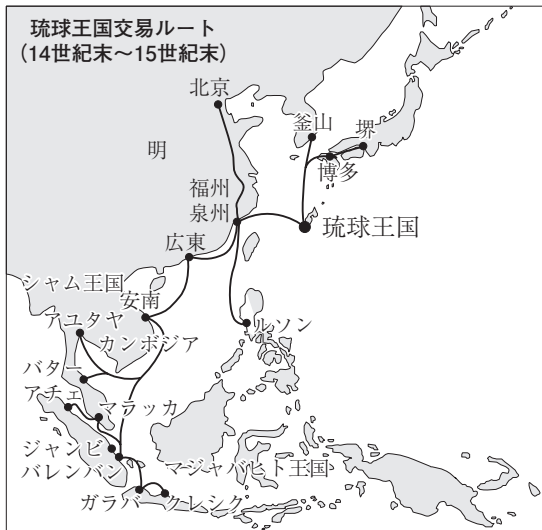 琉球王国交易ルート
（14世紀末～15世紀末）
北京
釜山
堺
明
博多
福州
泉州
琉球王国
広東
シャム王国
安南
アユタヤ
カンボジア
ルソン
バター
アチェ
マラッカ
ジャンビ
バレンバン
マジャバヒト王国
ガラバ
クレシク